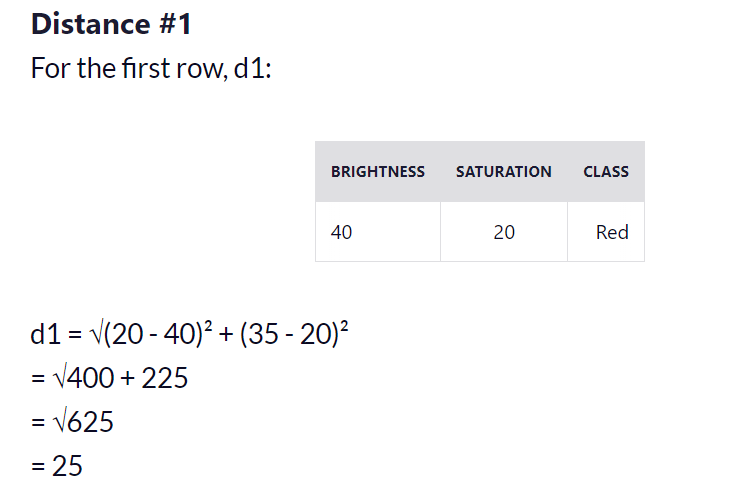 Distance #1
For the first row, d1:
BRIGHTNESS SATURATION CLASS
40 20 Red
d1 = √(20 - 40)² + (35 - 20)²
= √400 + 225
= √625
= 25